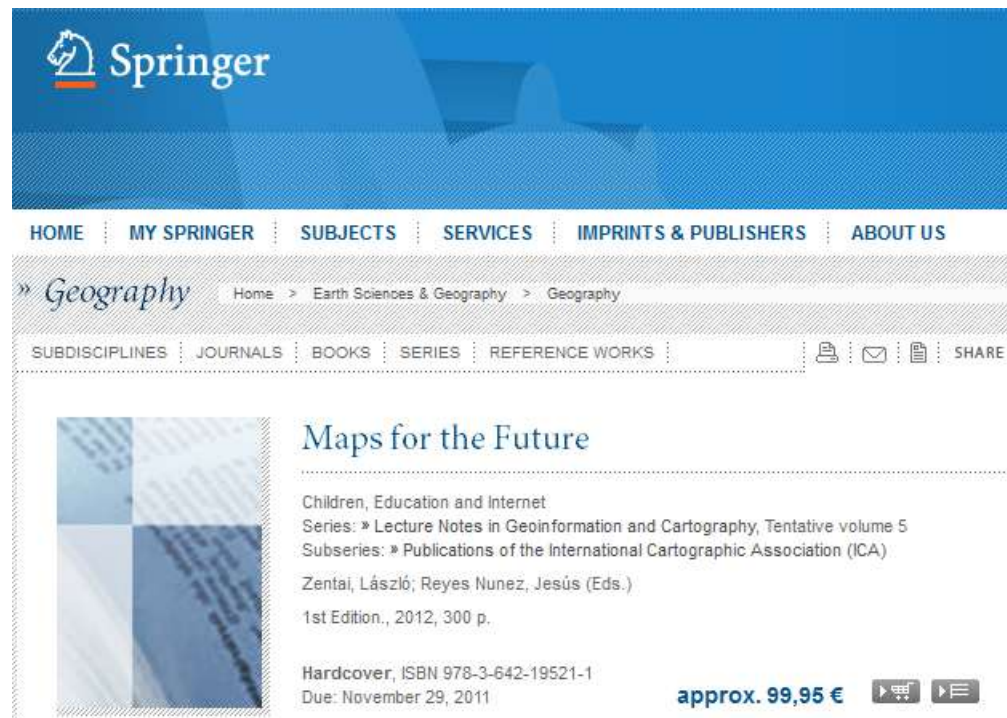 Springer
HOME MY SPRINGER SUBJECTS SERVICES IMPRINTS & PUBLISHERS ABOUT US
» Geography Home > Earth Sciences & Geography > Geography
SUBDISCIPLINES JOURNALS BOOKS SERIES REFERENCE WORKS SHARE
Maps for the Future
Children, Education and Internet
Series: » Lecture Notes in Geoinformation and Cartography, Tentative volume 5
Subseries: » Publications of the International Cartographic Association (ICA)
Zentai, László; Reyes Nunez, Jesús (Eds.)
1st Edition., 2012, 300 p.
Hardcover, ISBN 978-3-642-19521-1
Due: November 29, 2011 approx. 99,95 €